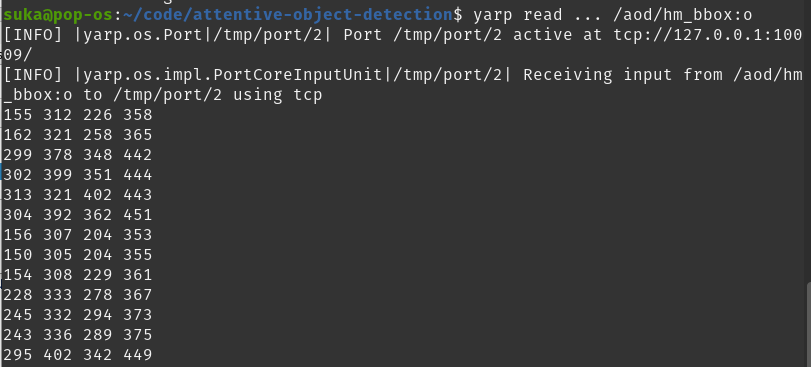 suka@pop-os:~/code/attentive-object-detection$ yarp read ... /aod/hm_bbox:o
[INFO] |yarp.os.Port|/tmp/port/2| Port /tmp/port/2 active at tcp://127.0.0.1:100
09/
[INFO] |yarp.os.impl.PortCoreInputUnit|/tmp/port/2| Receiving input from /aod/hm
_bbox:o to /tmp/port/2 using tcp
155 312 226 358
162 321 258 365
299 378 348 442
302 399 351 444
313 321 402 443
304 392 362 451
156 307 204 353
150 305 204 355
154 308 229 361
228 333 278 367
245 332 294 373
243 336 289 375
295 402 342 449